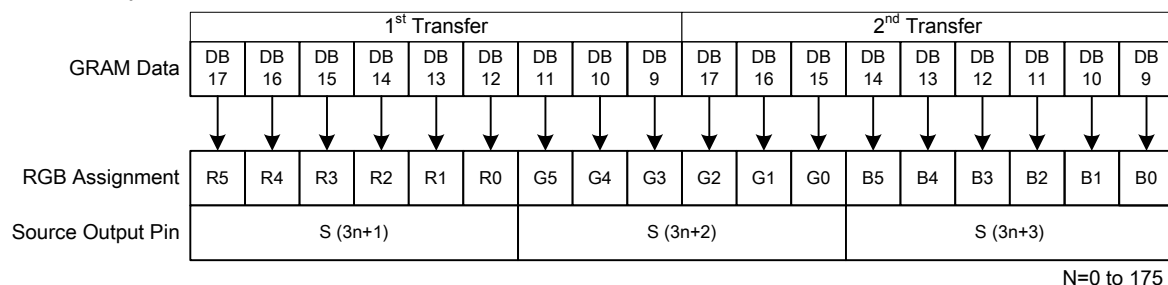 1st Transfer 2nd Transfer
GRAM Data DB 17 DB 16 DB 15 DB 14 DB 13 DB 12 DB 11 DB 10 DB 9 DB 17 DB 16 DB 15 DB 14 DB 13 DB 12 DB 11 DB 10 DB 9
RGB Assignment R5 R4 R3 R2 R1 R0 G5 G4 G3 G2 G1 G0 B5 B4 B3 B2 B1 B0
Source Output Pin S (3n+1) S (3n+2) S (3n+3)
N=0 to 175